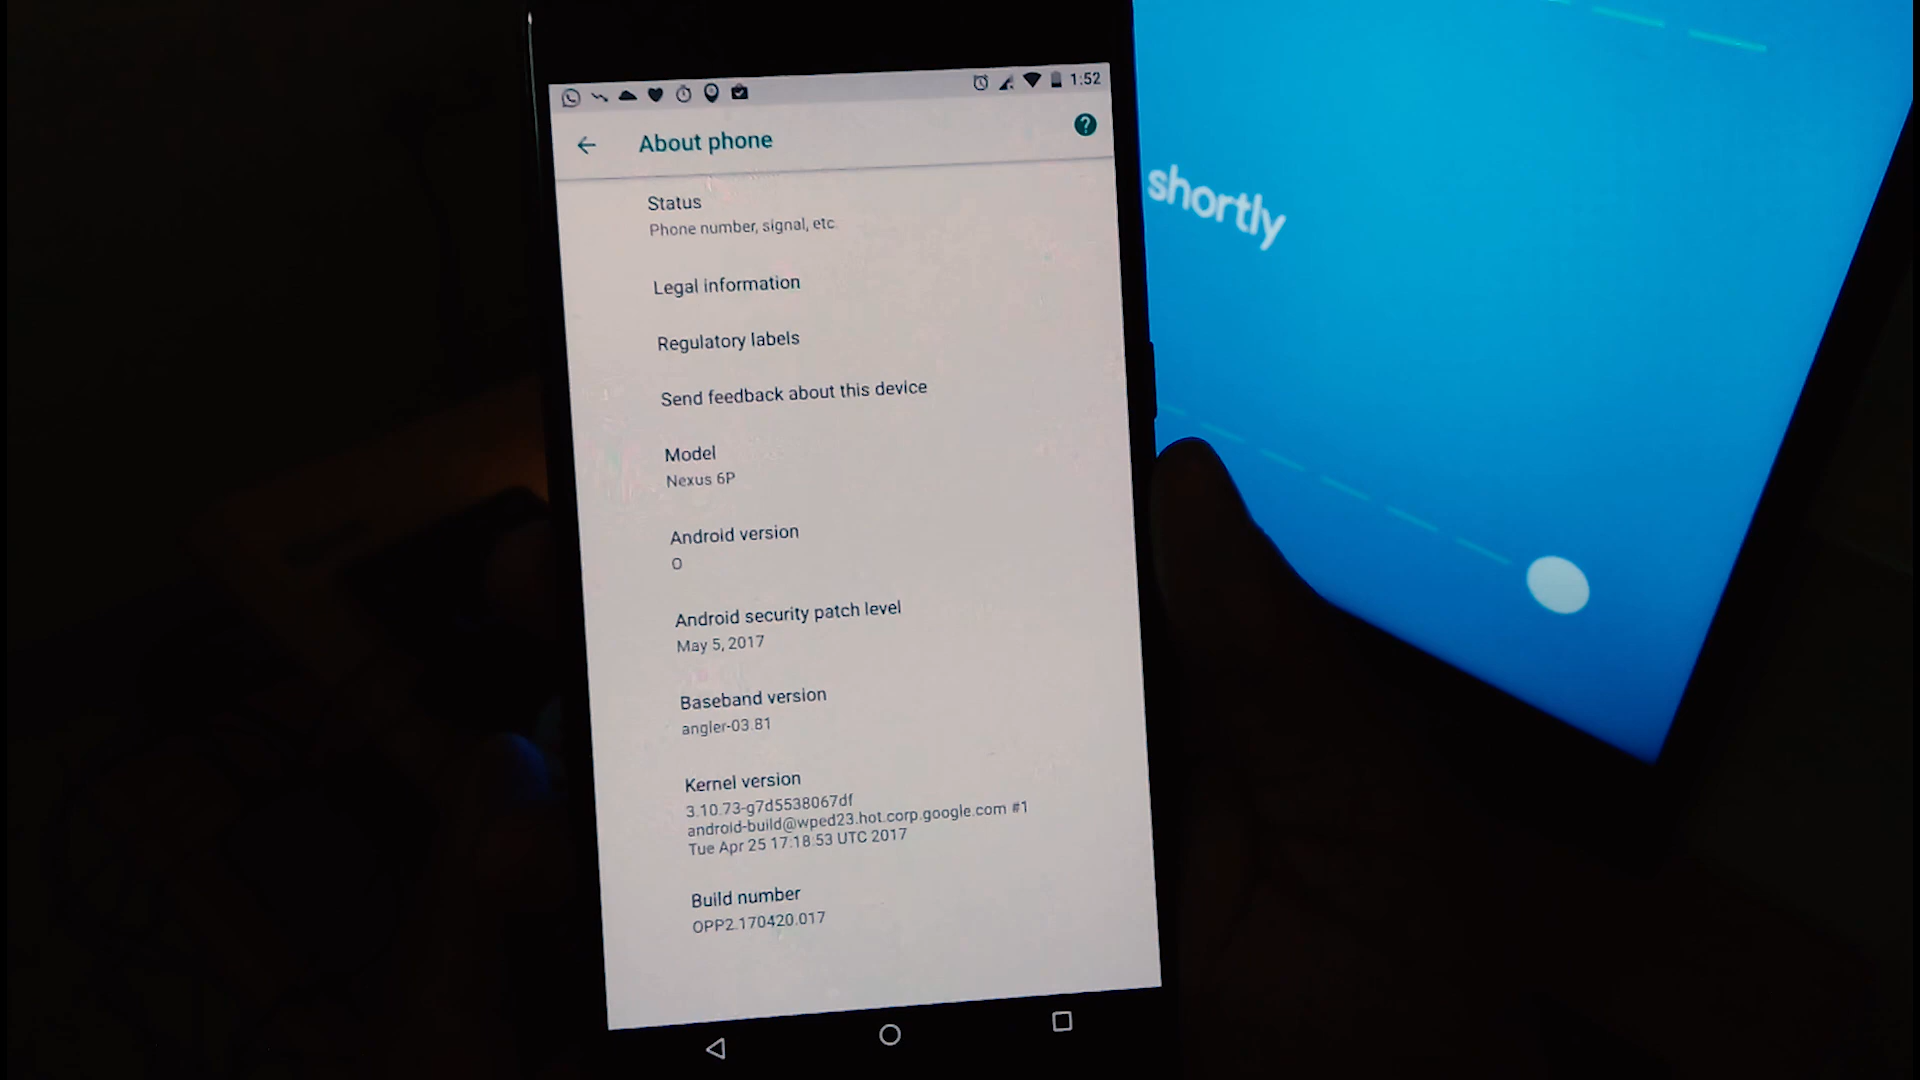 1:52
About phone
Status
Phone number, signal, etc.
Legal information
Regulatory labels
Send feedback about this device
Model
Nexus 6P
Android version
O
Android security patch level
May 5, 2017
Baseband version
angler-03.81
Kernel version
3.10.73-g7d5538067df
android-build@wped23.hot.corp.google.com #1
Tue Apr 25 17:18:53 UTC 2017
Build number
OPP2.170420.017
shortly